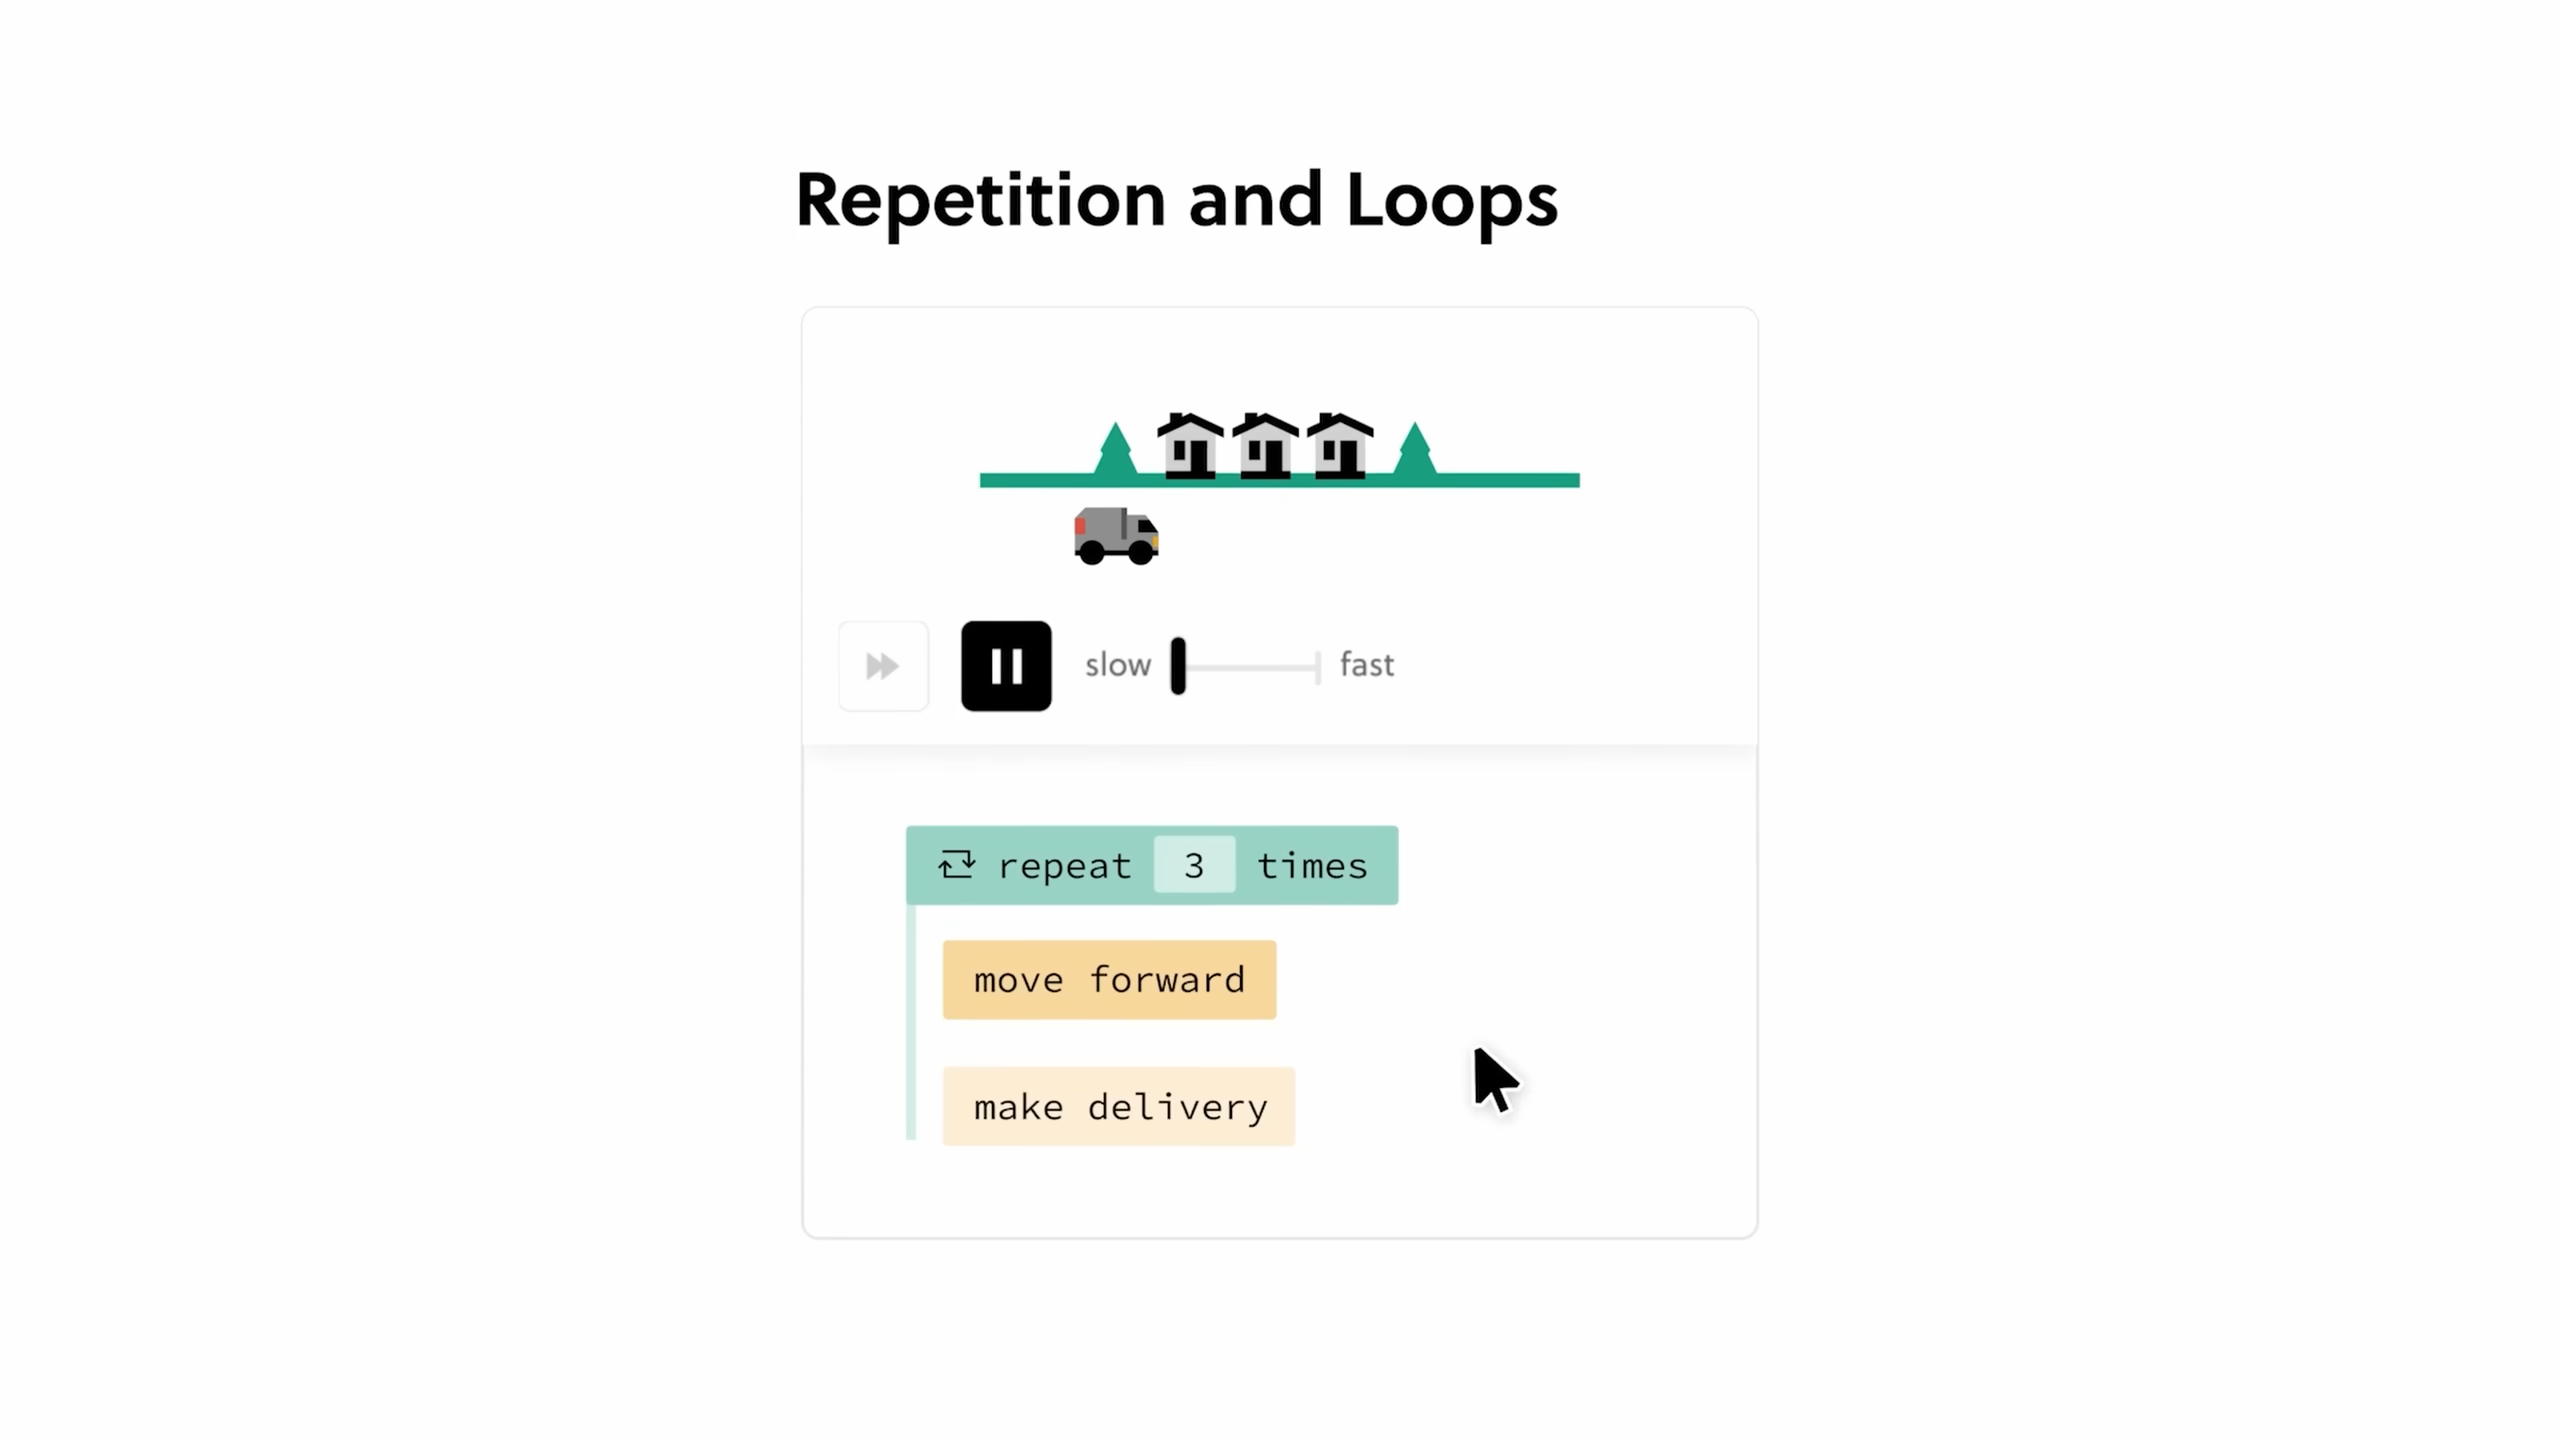 Repetition and Loops
slow fast
repeat 3 times
move forward
make delivery